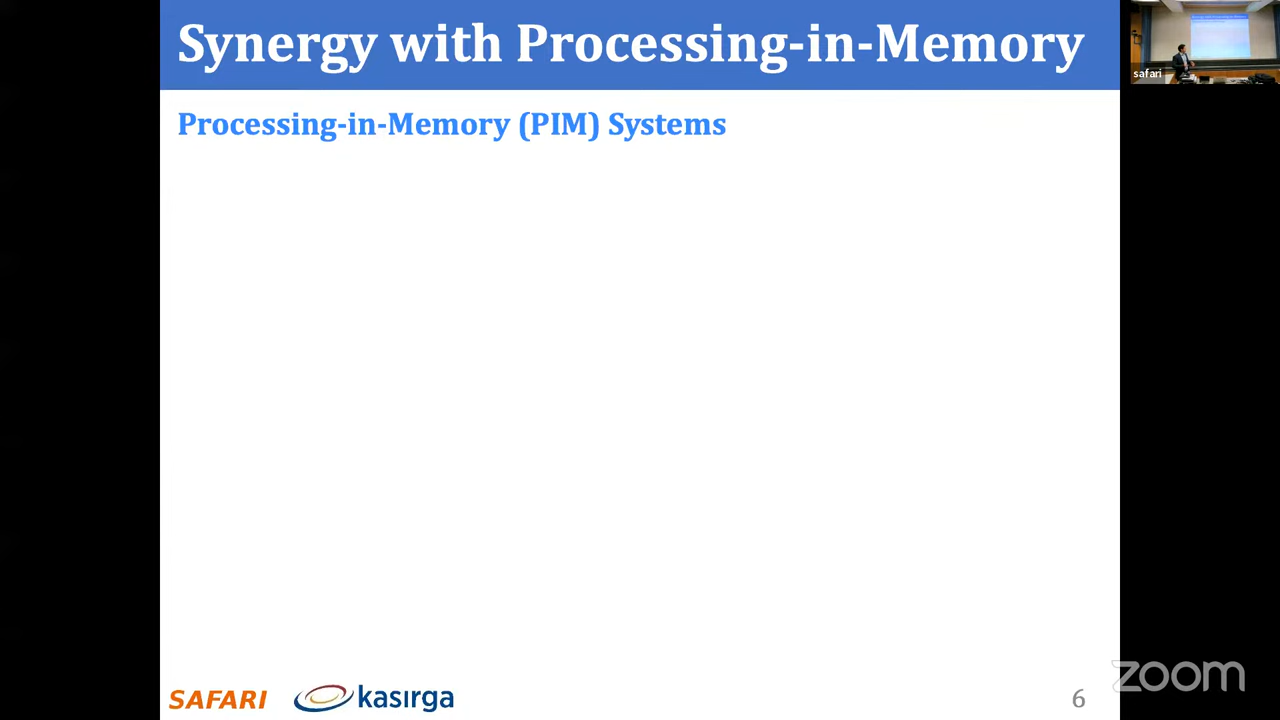 Synergy with Processing-in-Memory
safari
Processing-in-Memory (PIM) Systems
SAFARI
kasırga
6
zoom